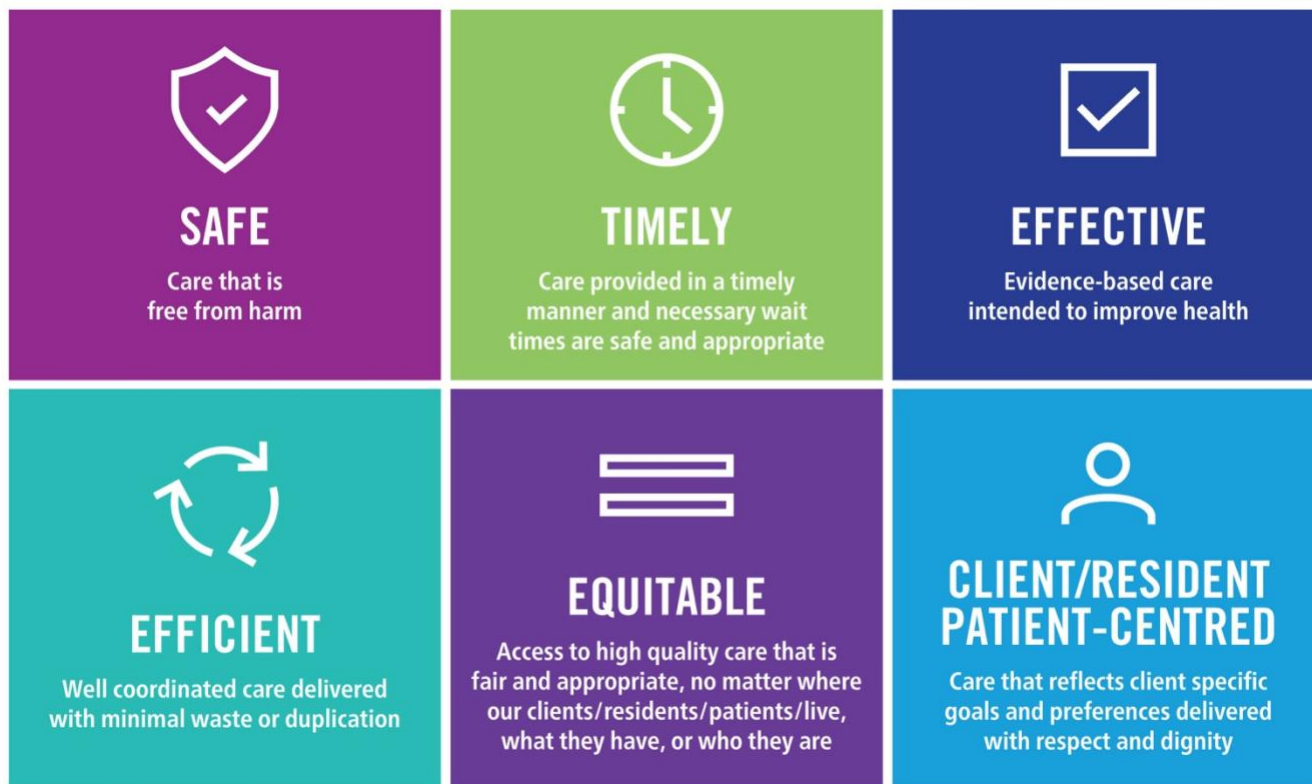 SAFE
Care that is
free from harm
TIMELY
Care provided in a timely
manner and necessary wait
times are safe and appropriate
EFFECTIVE
Evidence-based care
intended to improve health
EFFICIENT
Well coordinated care delivered
with minimal waste or duplication
EQUITABLE
Access to high quality care that is
fair and appropriate, no matter where
our clients/residents/patients/live,
what they have, or who they are
CLIENT/RESIDENT
PATIENT-CENTRED
Care that reflects client specific
goals and preferences delivered
with respect and dignity